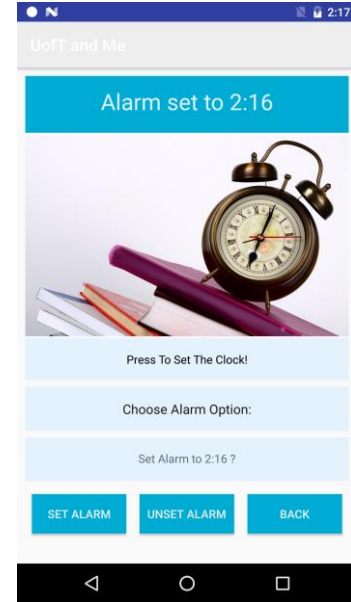 2:17
UofT and Me
Alarm set to 2:16
Press To Set The Clock!
Choose Alarm Option:
Set Alarm to 2:16 ?
SET ALARM
UNSET ALARM
BACK